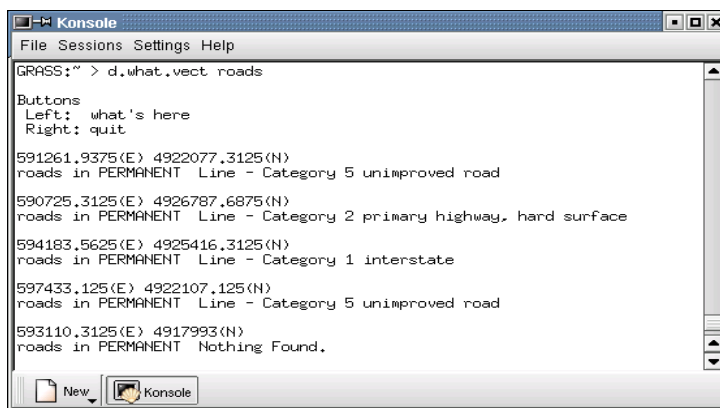 Konsole
File Sessions Settings Help
GRASS:~ > d.what.vect roads
Buttons
Left: what's here
Right: quit
591261.9375(E) 4922077.3125(N)
roads in PERMANENT Line - Category 5 unimproved road
590725.3125(E) 4926787.6875(N)
roads in PERMANENT Line - Category 2 primary highway, hard surface
594183.5625(E) 4925416.3125(N)
roads in PERMANENT Line - Category 1 interstate
597433.125(E) 4922107.125(N)
roads in PERMANENT Line - Category 5 unimproved road
593110.3125(E) 4917993(N)
roads in PERMANENT Nothing Found.
New Konsole